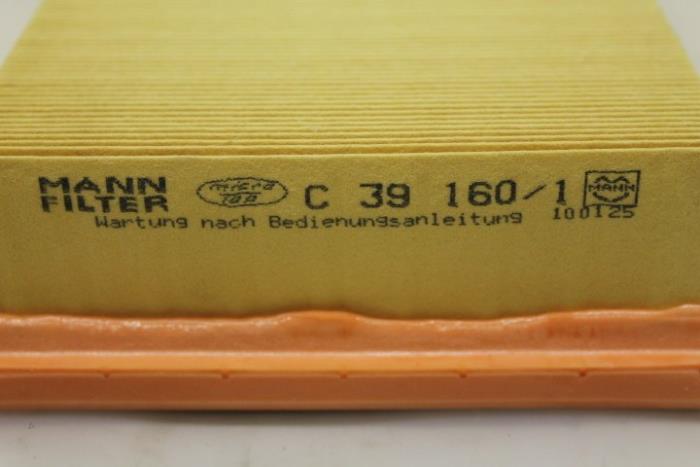 MANN FILTER micro top C 39 160/1 MANN
Wartung nach Bedienungsanleitung 100125